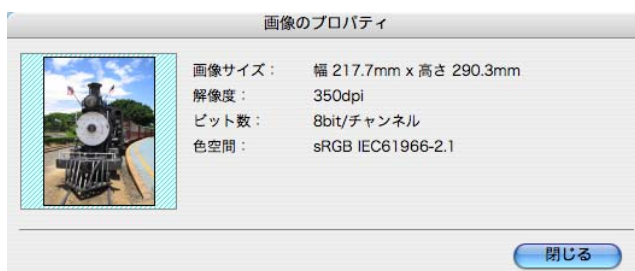 画像のプロパティ
画像サイズ： 幅 217.7mm x 高さ 290.3mm
解像度： 350dpi
ビット数： 8bit/チャンネル
色空間： sRGB IEC61966-2.1
閉じる